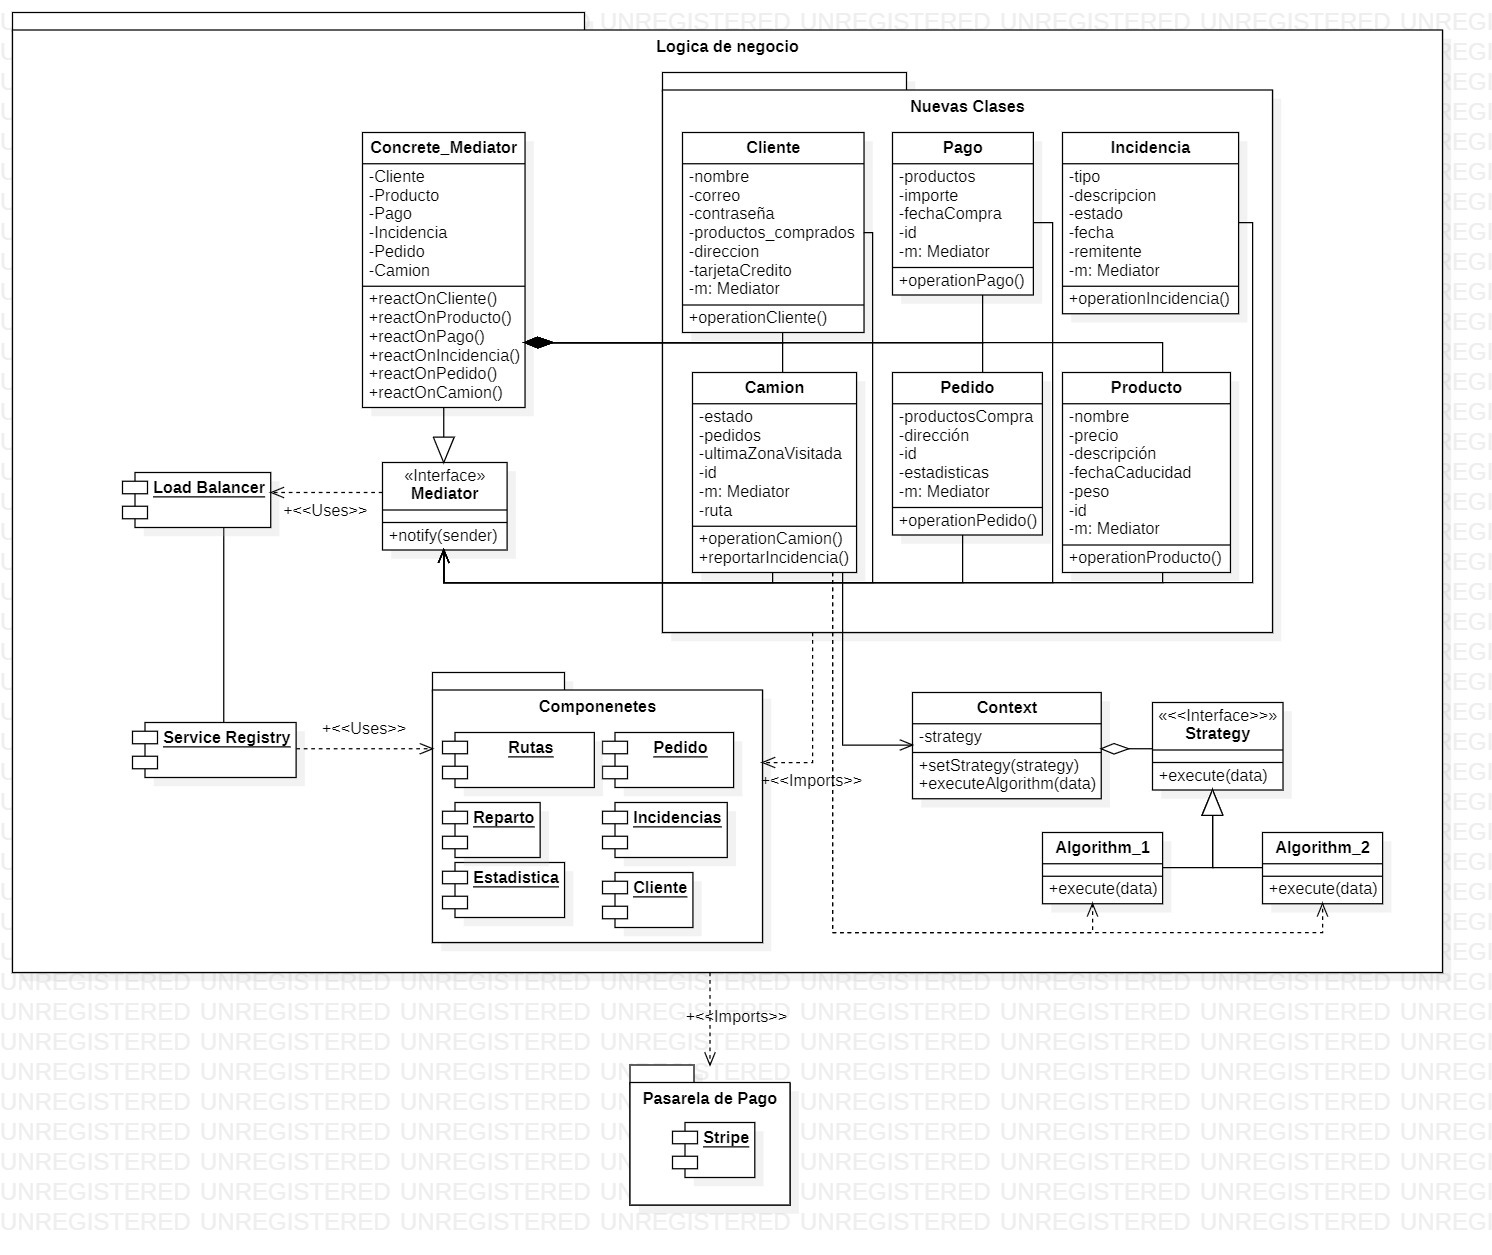 Logica de negocio
Nuevas Clases
Concrete_Mediator
-Cliente
-Producto
-Pago
-Incidencia
-Pedido
-Camion
+reactOnCliente()
+reactOnProducto()
+reactOnPago()
+reactOnIncidencia()
+reactOnPedido()
+reactOnCamion()
Cliente
-nombre
-correo
-contraseña
-productos_comprados
-direccion
-tarjetaCredito
-m: Mediator
+operationCliente()
Pago
-productos
-importe
-fechaCompra
-id
-m: Mediator
+operationPago()
Incidencia
-tipo
-descripcion
-estado
-fecha
-remitente
-m: Mediator
+operationIncidencia()
Camion
-estado
-pedidos
-ultimaZonaVisitada
-id
-m: Mediator
-ruta
+operationCamion()
+reportarIncidencia()
Pedido
-productosCompra
-dirección
-id
-estadisticas
-m: Mediator
+operationPedido()
Producto
-nombre
-precio
-descripción
-fechaCaducidad
-peso
-id
-m: Mediator
+operationProducto()
«Interface»
Mediator
+notify(sender)
Load Balancer
+<<Uses>>
Service Registry
+<<Uses>>
Componenetes
Rutas
Pedido
Reparto
Incidencias
Estadistica
Cliente
+<<Imports>>
Context
-strategy
+setStrategy(strategy)
+executeAlgorithm(data)
«<<Interface>>»
Strategy
+execute(data)
Algorithm_1
+execute(data)
Algorithm_2
+execute(data)
+<<Imports>>
Pasarela de Pago
Stripe
UNREGISTERED